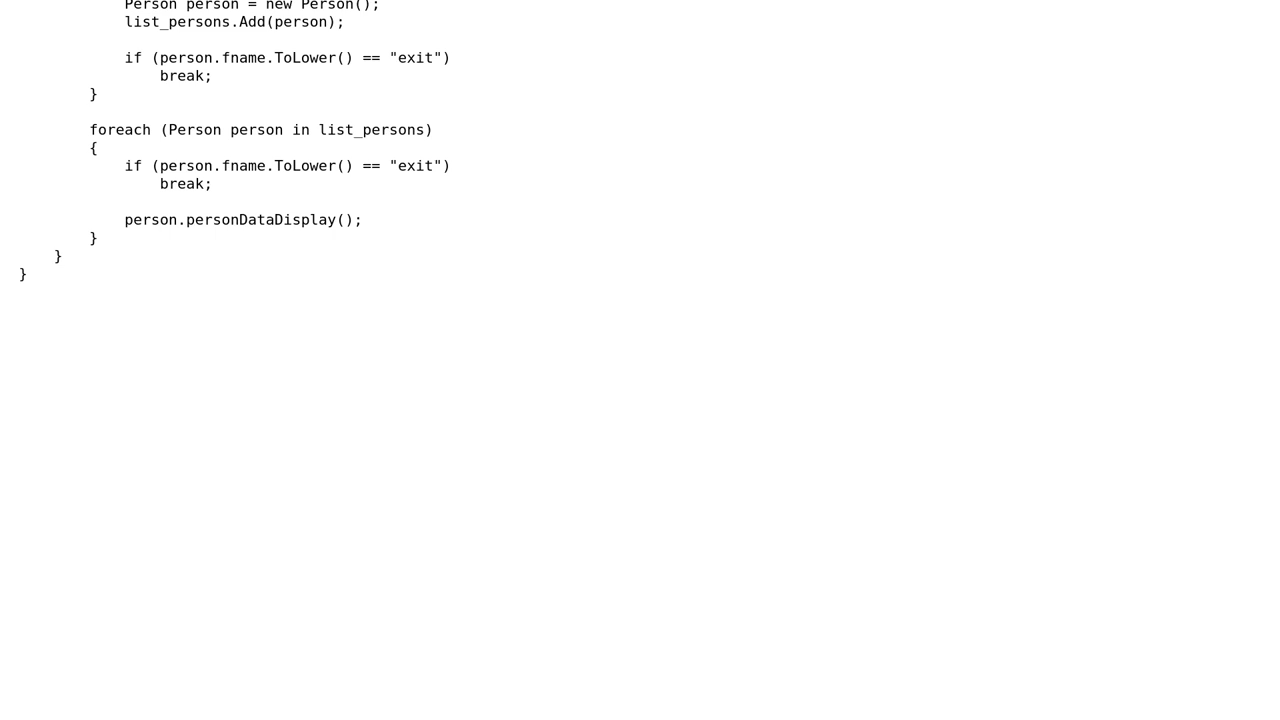 Person person = new Person();
list_persons.Add(person);
if (person.fname.ToLower() == "exit")
break;
}
foreach (Person person in list_persons)
{
if (person.fname.ToLower() == "exit")
break;
person.personDataDisplay();
}
}
}